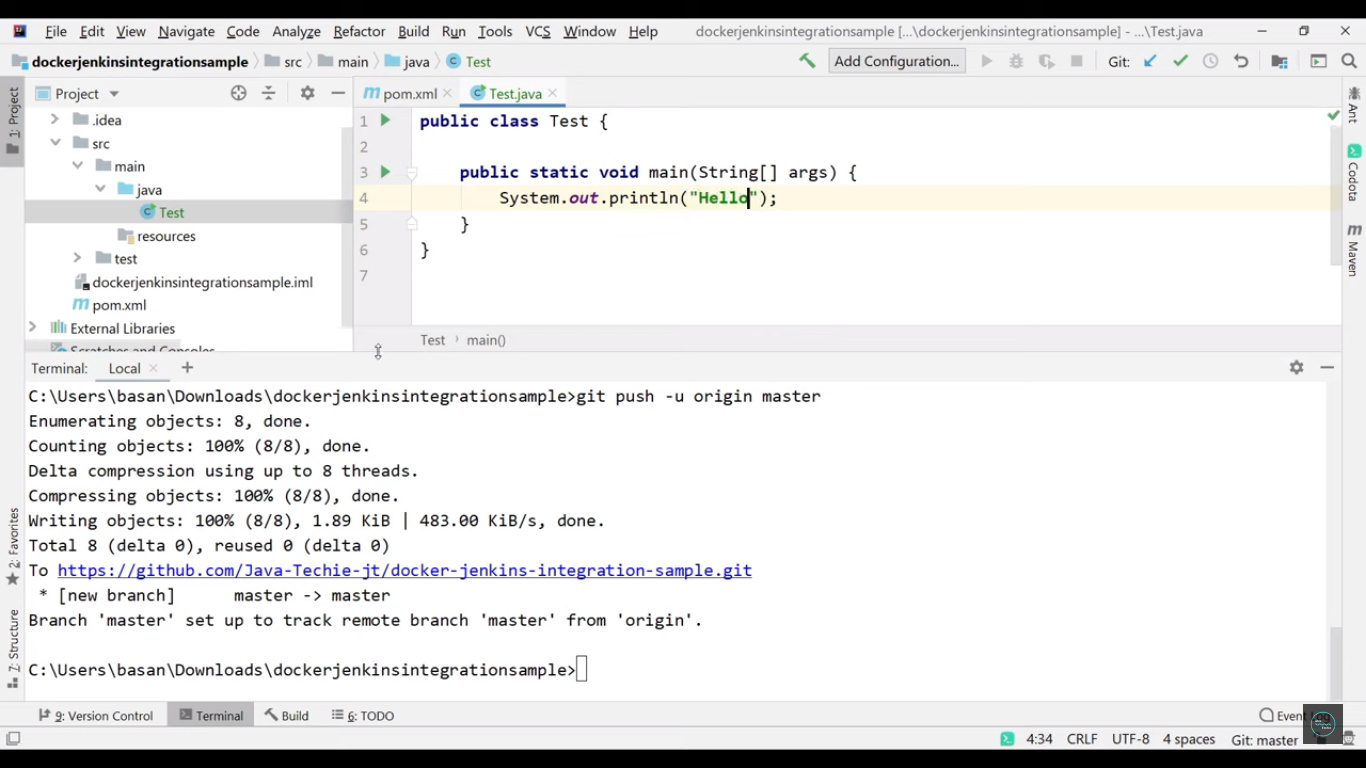 File Edit View Navigate Code Analyze Refactor Build Run Tools VCS Window Help dockerjenkinsintegrationsample [...\dockerjenkinsintegrationsample] - ...\Test.java
dockerjenkinsintegrationsample src main java Test Add Configuration... Git:
Project
pom.xml Test.java
.idea
src
main
java
Test
resources
test
dockerjenkinsintegrationsample.iml
pom.xml
External Libraries
Scratches and Consoles
1 public class Test {
2
3 public static void main(String[] args) {
4 System.out.println("Hello");
5 }
6 }
7
Test › main()
1: Project
2: Favorites
7: Structure
Ant
Codota
Maven
Terminal: Local +
C:\Users\basan\Downloads\dockerjenkinsintegrationsample>git push -u origin master
Enumerating objects: 8, done.
Counting objects: 100% (8/8), done.
Delta compression using up to 8 threads.
Compressing objects: 100% (8/8), done.
Writing objects: 100% (8/8), 1.89 KiB | 483.00 KiB/s, done.
Total 8 (delta 0), reused 0 (delta 0)
To https://github.com/Java-Techie-jt/docker-jenkins-integration-sample.git
* [new branch] master -> master
Branch 'master' set up to track remote branch 'master' from 'origin'.
C:\Users\basan\Downloads\dockerjenkinsintegrationsample>
9: Version Control Terminal Build 6: TODO Event
4:34 CRLF UTF-8 4 spaces Git: master